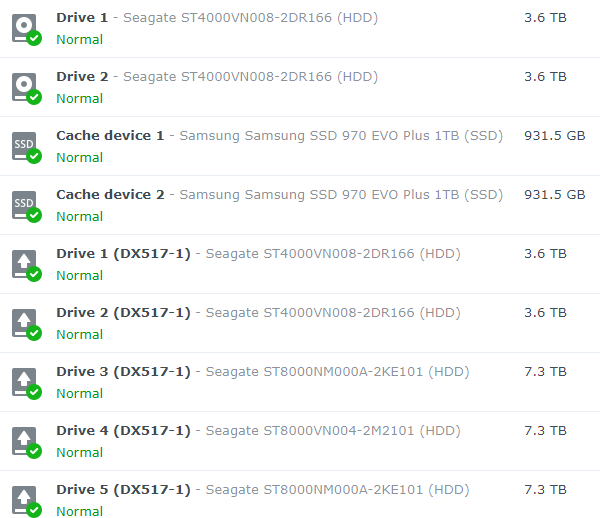 Drive 1 - Seagate ST4000VN008-2DR166 (HDD) 3.6 TB
Normal
Drive 2 - Seagate ST4000VN008-2DR166 (HDD) 3.6 TB
Normal
SSD Cache device 1 - Samsung Samsung SSD 970 EVO Plus 1TB (SSD) 931.5 GB
Normal
SSD Cache device 2 - Samsung Samsung SSD 970 EVO Plus 1TB (SSD) 931.5 GB
Normal
Drive 1 (DX517-1) - Seagate ST4000VN008-2DR166 (HDD) 3.6 TB
Normal
Drive 2 (DX517-1) - Seagate ST4000VN008-2DR166 (HDD) 3.6 TB
Normal
Drive 3 (DX517-1) - Seagate ST8000NM000A-2KE101 (HDD) 7.3 TB
Normal
Drive 4 (DX517-1) - Seagate ST8000VN004-2M2101 (HDD) 7.3 TB
Normal
Drive 5 (DX517-1) - Seagate ST8000NM000A-2KE101 (HDD) 7.3 TB
Normal